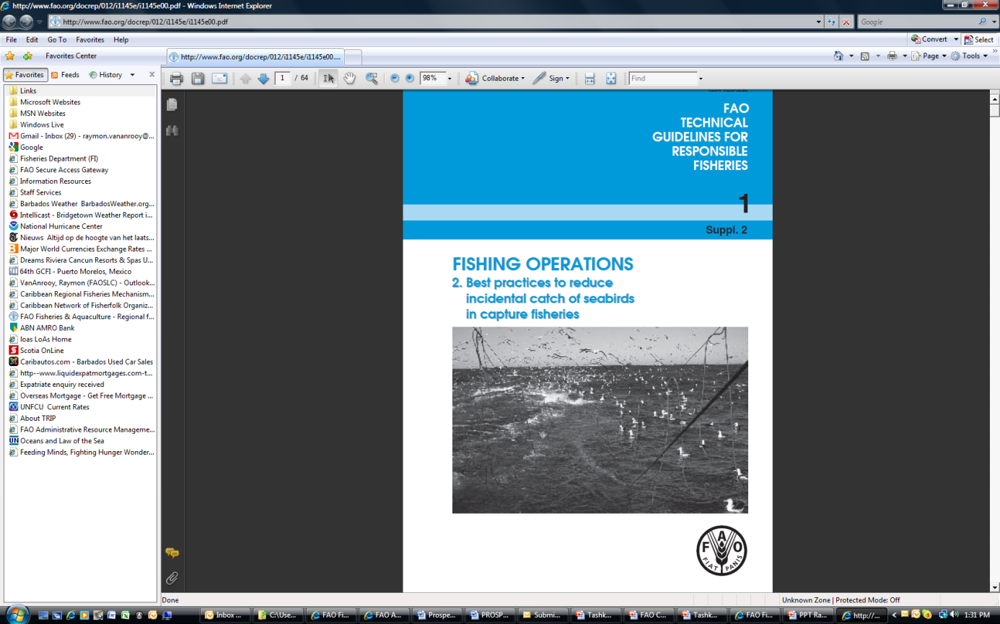 http://www.fao.org/docrep/012/i1145e/i1145e00.pdf - Windows Internet Explorer
http://www.fao.org/docrep/012/i1145e/i1145e00.pdf
Google
File Edit Go To Favorites Help
Convert Select
Favorites Center
http://www.fao.org/docrep/012/i1145e/i1145e00....
Page Tools
Favorites Feeds History
1 / 64
98%
Collaborate
Sign
Find
Links
Microsoft Websites
MSN Websites
Windows Live
Gmail - Inbox (29) - raymon.vananrooy@...
Google
Fisheries Department (FI)
FAO Secure Access Gateway
Information Resources
Staff Services
Barbados Weather BarbadosWeather.org...
Intellicast - Bridgetown Weather Report i...
National Hurricane Center
Nieuws Altijd op de hoogte van het laats...
Major World Currencies Exchange Rates ...
Dreams Riviera Cancun Resorts & Spas U...
64th GCFI - Puerto Morelos, Mexico
VanAnrooy, Raymon (FAOSLC) - Outlook...
Caribbean Regional Fisheries Mechanism...
Caribbean Network of Fisherfolk Organiz...
FAO Fisheries & Aquaculture - Regional f...
ABN AMRO Bank
Ioas LoAs Home
Scotia OnLine
Caribautos.com - Barbados Used Car Sales
http--www.liquidexpatmortgages.com-t...
Expatriate enquiry received
Overseas Mortgage - Get Free Mortgage ...
UNFCU Current Rates
About TRIP
FAO Administrative Resource Manageme...
UN Oceans and Law of the Sea
Feeding Minds, Fighting Hunger Wonder...
FAO
TECHNICAL
GUIDELINES FOR
RESPONSIBLE
FISHERIES
1
Suppl. 2
FISHING OPERATIONS
2. Best practices to reduce
incidental catch of seabirds
in capture fisheries
FAO
FIAT PANIS
Done
Unknown Zone | Protected Mode: Off
Inbox ...
C:\Use...
FAO Fi...
FAO A...
Prospe...
PROSP...
Submi...
Tashk...
FAO C...
Tashk...
FAO Fi...
PPT Ra...
http://...
1:31 PM